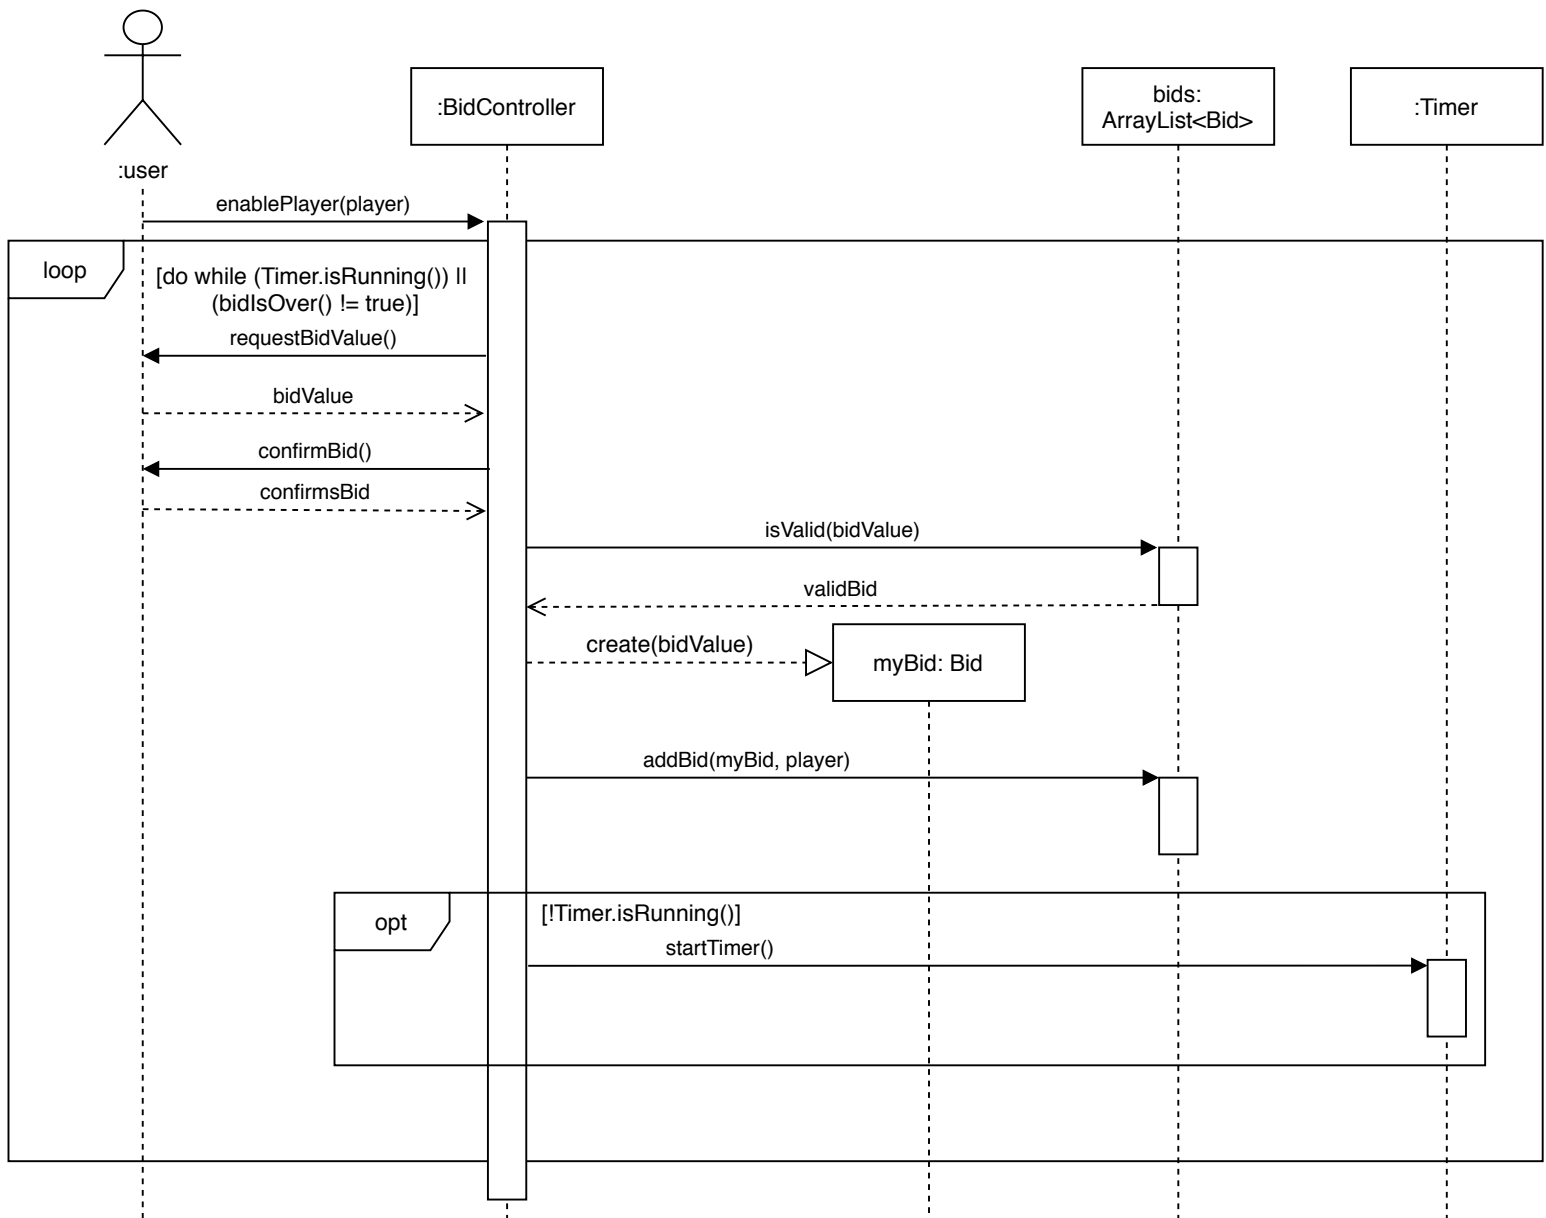 :BidController
bids:
ArrayList<Bid>
:Timer
:user
enablePlayer(player)
loop
[do while (Timer.isRunning()) ||
(bidIsOver() != true)]
requestBidValue()
bidValue
confirmBid()
confirmsBid
isValid(bidValue)
validBid
create(bidValue)
myBid: Bid
addBid(myBid, player)
opt
[!Timer.isRunning()]
startTimer()